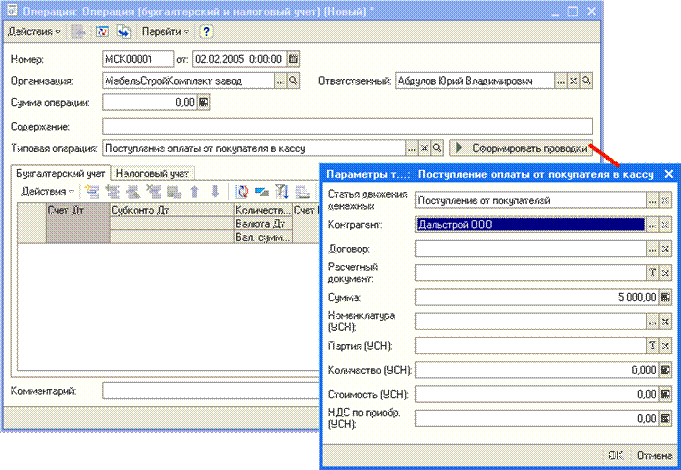 Операция: Операция (бухгалтерский и налоговый учет) (Новый) *
Действия Перейти ?
Номер: МСК00001 от: 02.02.2005 0:00:00
Организация: МебельСтройКомплект завод ... Ответственный: Абдулов Юрий Владимирович ...
Сумма операции: 0,00
Содержание:
Типовая операция: Поступление оплаты от покупателя в кассу ... Сформировать проводки
Бухгалтерский учет Налоговый учет
Действия
Счет Дт Субконто Дт Количеств... Счет
Валюта Дт
Вал. сумм...
Комментарий:
Параметры т...: Поступление оплаты от покупателя в кассу
Статья движения денежных Поступление от покупателей ...
Контрагент: Дальстрой ООО ...
Договор: ...
Расчетный документ: T
Сумма: 5 000,00
Номенклатура (УСН): ...
Партия (УСН): T
Количество (УСН): 0,000
Стоимость (УСН): 0,00
НДС по приобр. (УСН): 0,00
OK Отмена